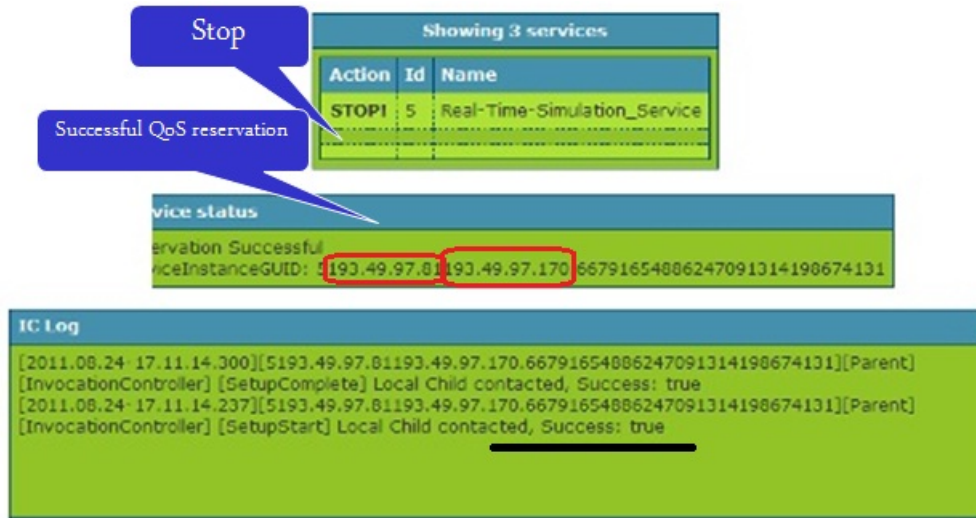 Stop
Showing 3 services
Action Id Name
STOP! 5 Real-Time-Simulation_Service
Successful QoS reservation
vice status
ervation Successful
viceInstanceGUID: 5193.49.97.81193.49.97.170.66791654886247091314198674131
IC Log
[2011.08.24-17.11.14.300][5193.49.97.81193.49.97.170.66791654886247091314198674131][Parent]
[InvocationController] [SetupComplete] Local Child contacted, Success: true
[2011.08.24-17.11.14.237][5193.49.97.81193.49.97.170.66791654886247091314198674131][Parent]
[InvocationController] [SetupStart] Local Child contacted, Success: true